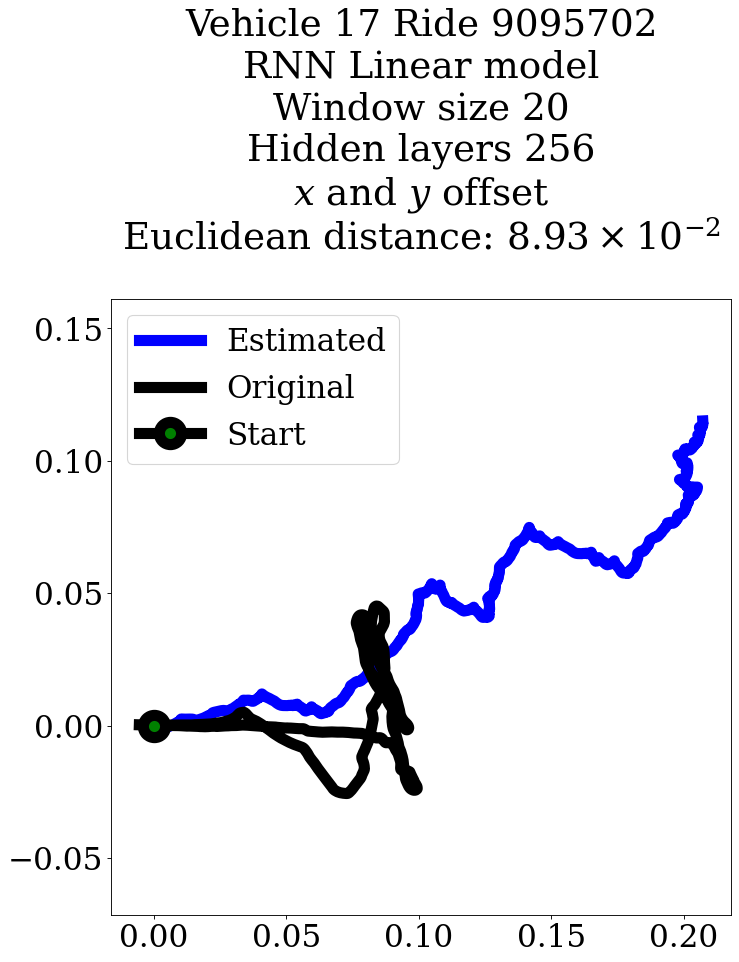 Vehicle 17 Ride 9095702
RNN Linear model
Window size 20
Hidden layers 256
x and y offset
Euclidean distance: 8.93 × 10⁻²
Estimated
Original
Start
0.15
0.10
0.05
0.00
−0.05
0.00 0.05 0.10 0.15 0.20